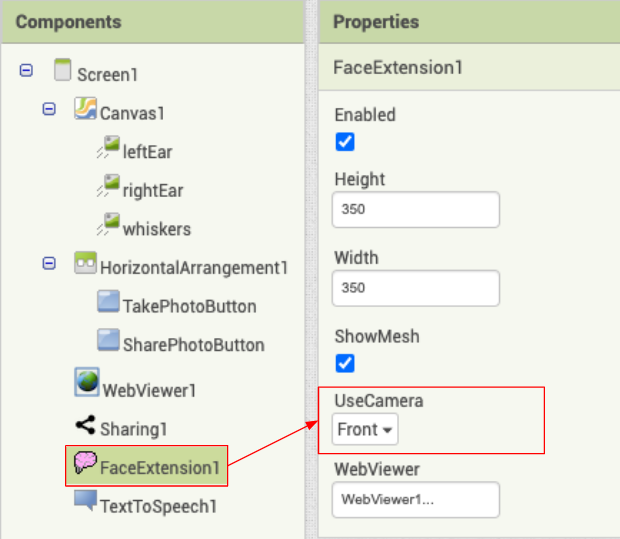 Components
Screen1
Canvas1
leftEar
rightEar
whiskers
HorizontalArrangement1
TakePhotoButton
SharePhotoButton
WebViewer1
Sharing1
FaceExtension1
TextToSpeech1
Properties
FaceExtension1
Enabled
Height
350
Width
350
ShowMesh
UseCamera
Front
WebViewer
WebViewer1...